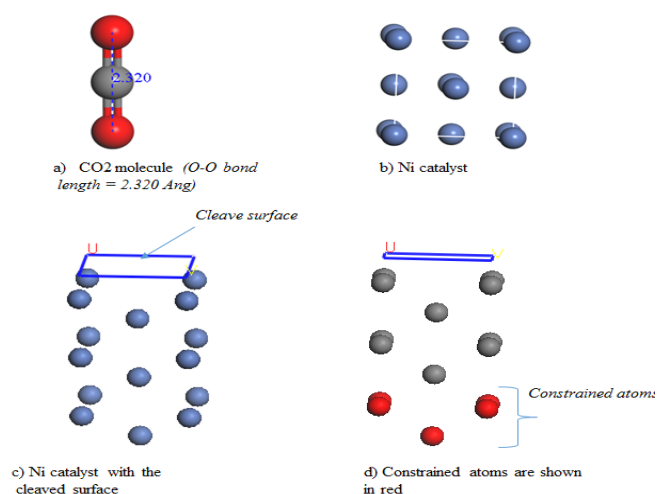 2.320
a) CO2 molecule (O-O bond
length = 2.320 Ang)
b) Ni catalyst
Cleave surface
U
V
U
V
Constrained atoms
c) Ni catalyst with the
cleaved surface
d) Constrained atoms are shown
in red